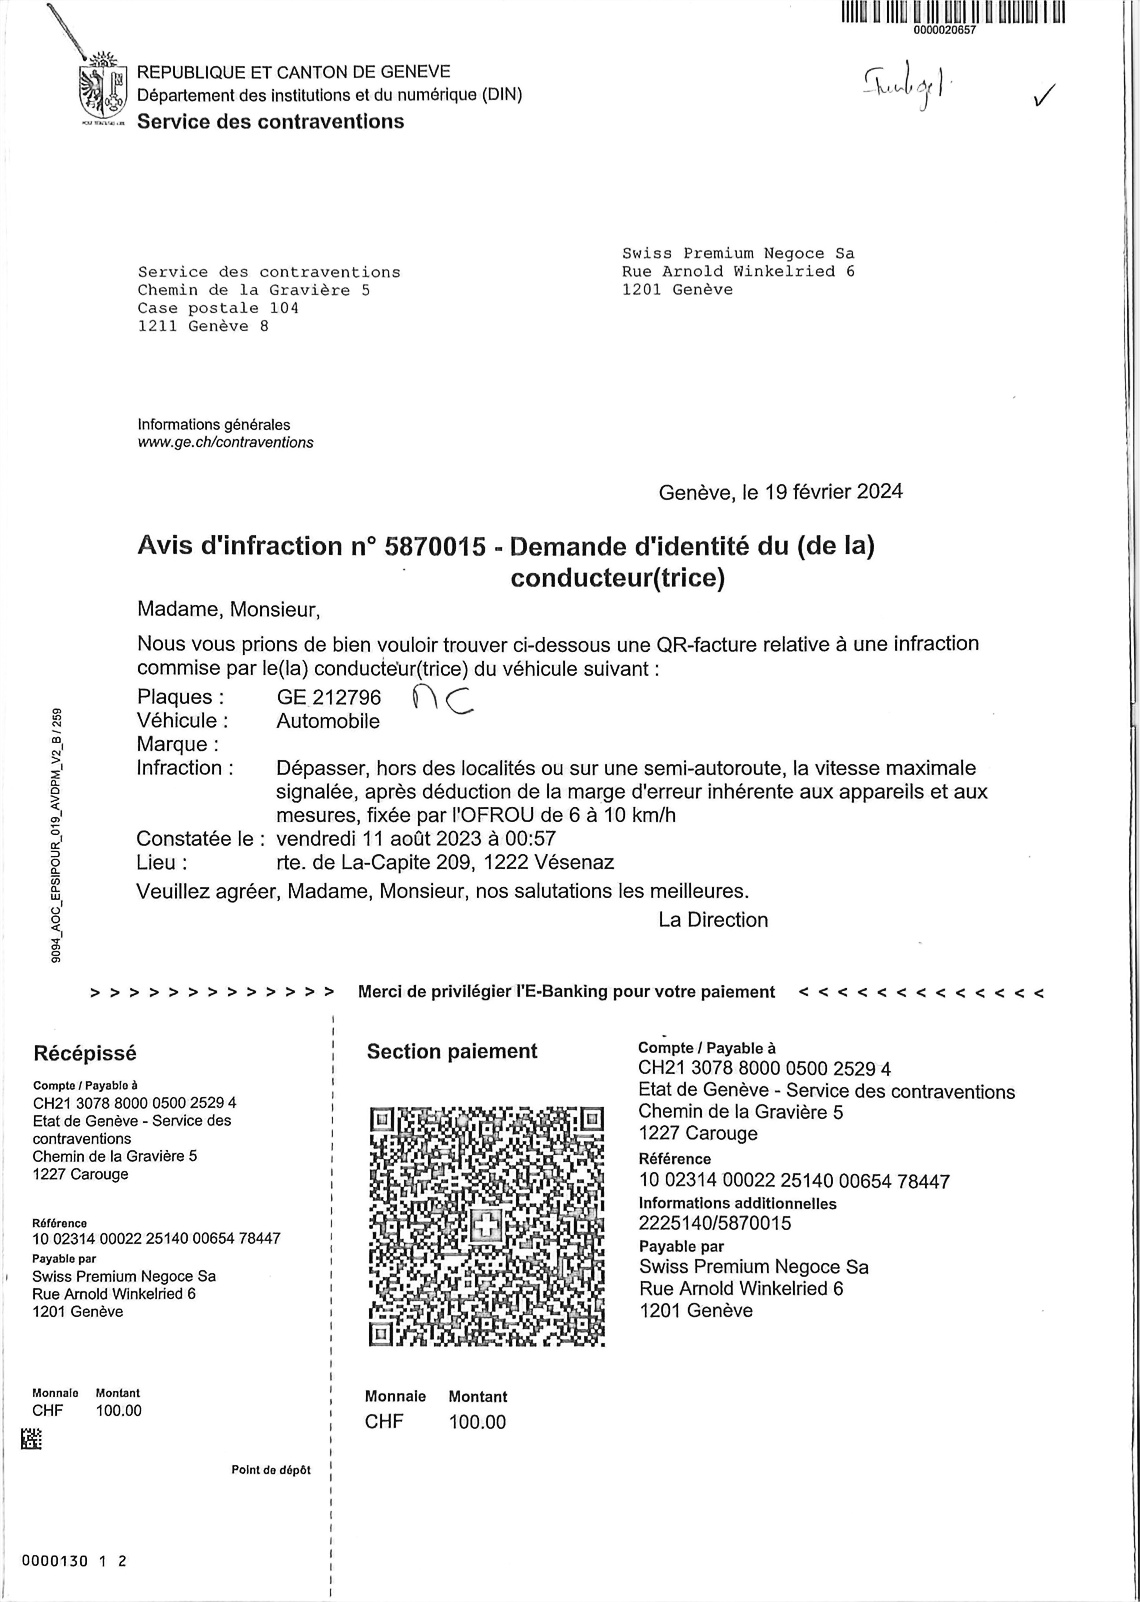 0000020657
REPUBLIQUE ET CANTON DE GENEVE
Département des institutions et du numérique (DIN)
Service des contraventions
Swiss Premium Negoce Sa
Rue Arnold Winkelried 6
1201 Genève
Service des contraventions
Chemin de la Gravière 5
Case postale 104
1211 Genève 8
Informations générales
www.ge.ch/contraventions
Genève, le 19 février 2024
Avis d'infraction n° 5870015 - Demande d'identité du (de la)
conducteur(trice)
Madame, Monsieur,
Nous vous prions de bien vouloir trouver ci-dessous une QR-facture relative à une infraction
commise par le(la) conducteur(trice) du véhicule suivant :
Plaques : GE 212796 nc
Véhicule : Automobile
Marque :
Infraction : Dépasser, hors des localités ou sur une semi-autoroute, la vitesse maximale
signalée, après déduction de la marge d'erreur inhérente aux appareils et aux
mesures, fixée par l'OFROU de 6 à 10 km/h
Constatée le : vendredi 11 août 2023 à 00:57
Lieu : rte. de La-Capite 209, 1222 Vésenaz
Veuillez agréer, Madame, Monsieur, nos salutations les meilleures.
La Direction
9094_AOC_EPSIPOUR_019_AVDPM_V2_B / 259
> > > > > > > > > > > > > Merci de privilégier l'E-Banking pour votre paiement < < < < < < < < < < < < <
Récépissé
Compte / Payable à
CH21 3078 8000 0500 2529 4
Etat de Genève - Service des
contraventions
Chemin de la Gravière 5
1227 Carouge
Référence
10 02314 00022 25140 00654 78447
Payable par
Swiss Premium Negoce Sa
Rue Arnold Winkelried 6
1201 Genève
Monnaie Montant
CHF 100.00
Point de dépôt
Section paiement
Monnaie Montant
CHF 100.00
Compte / Payable à
CH21 3078 8000 0500 2529 4
Etat de Genève - Service des contraventions
Chemin de la Gravière 5
1227 Carouge
Référence
10 02314 00022 25140 00654 78447
Informations additionnelles
2225140/5870015
Payable par
Swiss Premium Negoce Sa
Rue Arnold Winkelried 6
1201 Genève
0000130 1 2